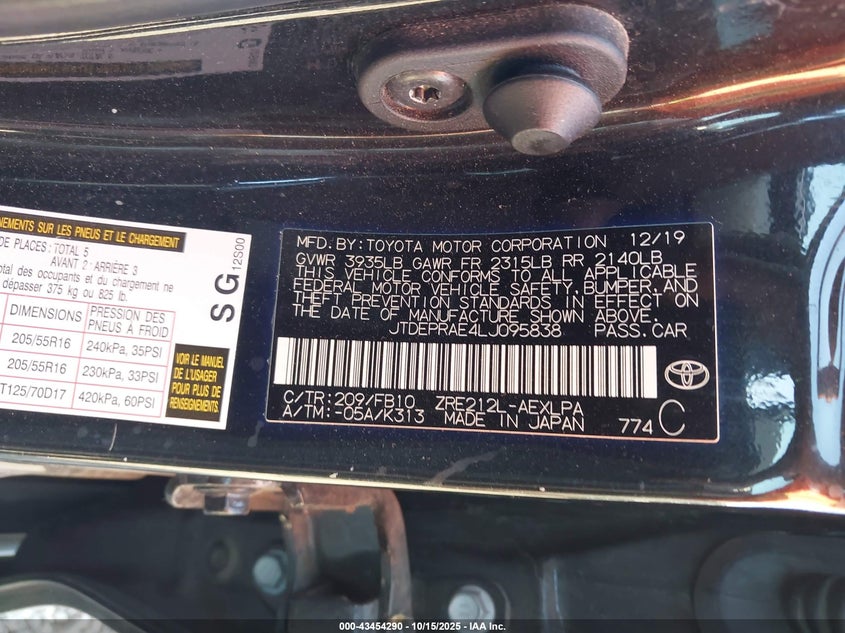 NEMENTS SUR LES PNEUS ET LE CHARGEMENT
DE PLACES: TOTAL 5
AVANT 2 ARRIÈRE 3
total des occupants et du chargement ne
dépasser 375 kg ou 825 lb.
DIMENSIONS PRESSION DES PNEUS À FROID
205/55R16 240kPa, 35PSI
205/55R16 230kPa, 33PSI
T125/70D17 420kPa, 60PSI
VOIR LE MANUEL
DE L'USAGER
POUR PLUS DE
RENSEIGNEMENTS
SG
12S00
MFD. BY: TOYOTA MOTOR CORPORATION 12/19
GVWR 3935LB GAWR FR 2315LB RR 2140LB
THIS VEHICLE CONFORMS TO ALL APPLICABLE
FEDERAL MOTOR VEHICLE SAFETY, BUMPER, AND
THEFT PREVENTION STANDARDS IN EFFECT ON
THE DATE OF MANUFACTURE SHOWN ABOVE.
JTDEPRAE4LJ095838 PASS. CAR
C/TR: 209/FB10 ZRE212L-AEXLPA
A/TM: -05A/K313 MADE IN JAPAN 774 C
000-43454290 - 10/15/2025 - IAA Inc.